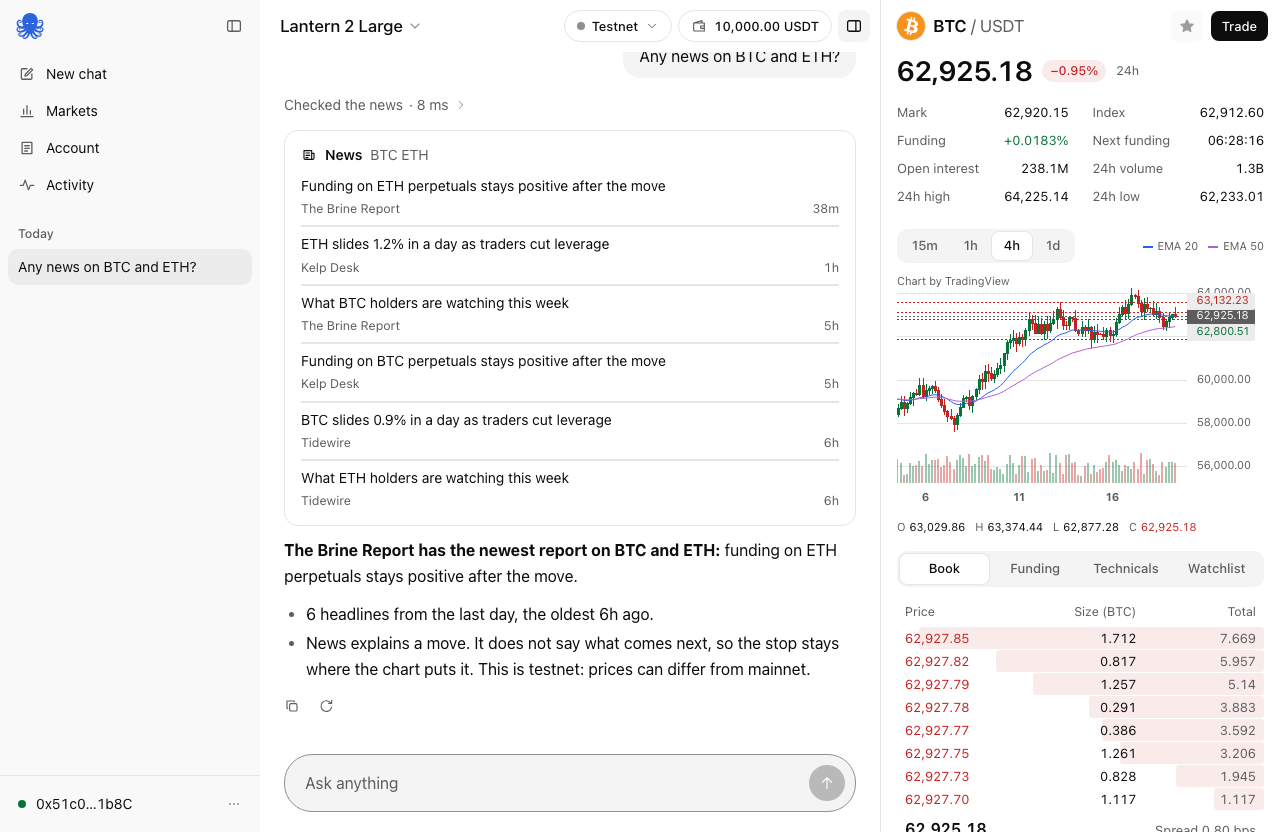 New chat
Markets
Account
Activity
Today
Any news on BTC and ETH?
0x51c0...1b8C
Lantern 2 Large
Testnet
10,000.00 USDT
Any news on BTC and ETH?
Checked the news · 8 ms
News BTC ETH
Funding on ETH perpetuals stays positive after the move
The Brine Report 38m
ETH slides 1.2% in a day as traders cut leverage
Kelp Desk 1h
What BTC holders are watching this week
The Brine Report 5h
Funding on BTC perpetuals stays positive after the move
Kelp Desk 5h
BTC slides 0.9% in a day as traders cut leverage
Tidewire 6h
What ETH holders are watching this week
Tidewire 6h
The Brine Report has the newest report on BTC and ETH: funding on ETH
perpetuals stays positive after the move.
• 6 headlines from the last day, the oldest 6h ago.
• News explains a move. It does not say what comes next, so the stop stays
where the chart puts it. This is testnet: prices can differ from mainnet.
Ask anything
BTC / USDT
Trade
62,925.18 −0.95% 24h
Mark 62,920.15 Index 62,912.60
Funding +0.0183% Next funding 06:28:16
Open interest 238.1M 24h volume 1.3B
24h high 64,225.14 24h low 62,233.01
15m 1h 4h 1d
EMA 20 EMA 50
Chart by TradingView
64,000.00
63,132.23
62,925.18
62,800.51
60,000.00
58,000.00
56,000.00
6 11 16
O 63,029.86 H 63,374.44 L 62,877.28 C 62,925.18
Book Funding Technicals Watchlist
Price Size (BTC) Total
62,927.85 1.712 7.669
62,927.82 0.817 5.957
62,927.79 1.257 5.14
62,927.78 0.291 3.883
62,927.77 0.386 3.592
62,927.75 1.261 3.206
62,927.73 0.828 1.945
62,927.70 1.117 1.117
62,925.18 Spread 0.80 bps